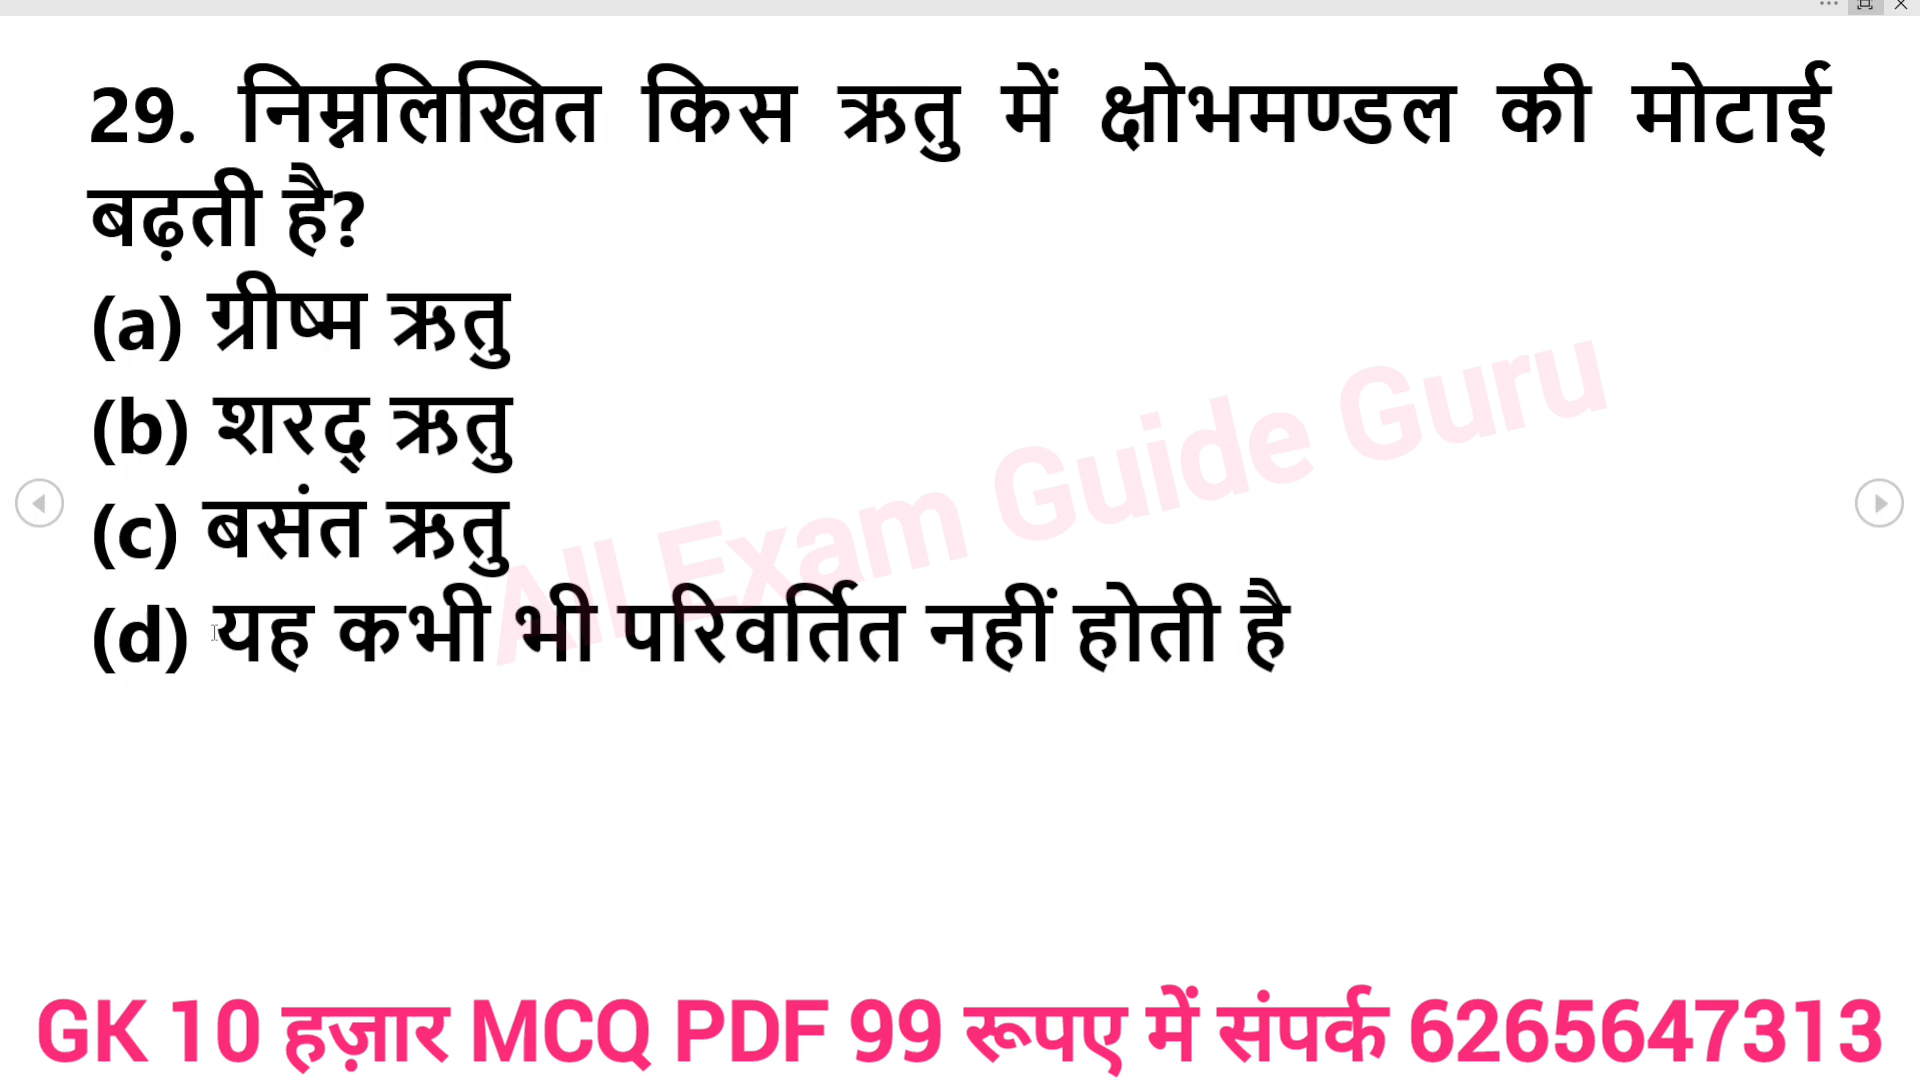 29. निम्नलिखित किस ऋतु में क्षोभमण्डल की मोटाई
बढ़ती है?
(a) ग्रीष्म ऋतु
(b) शरद् ऋतु
(c) बसंत ऋतु
(d) यह कभी भी परिवर्तित नहीं होती है
All Exam Guide Guru
GK 10 हज़ार MCQ PDF 99 रूपए में संपर्क 6265647313